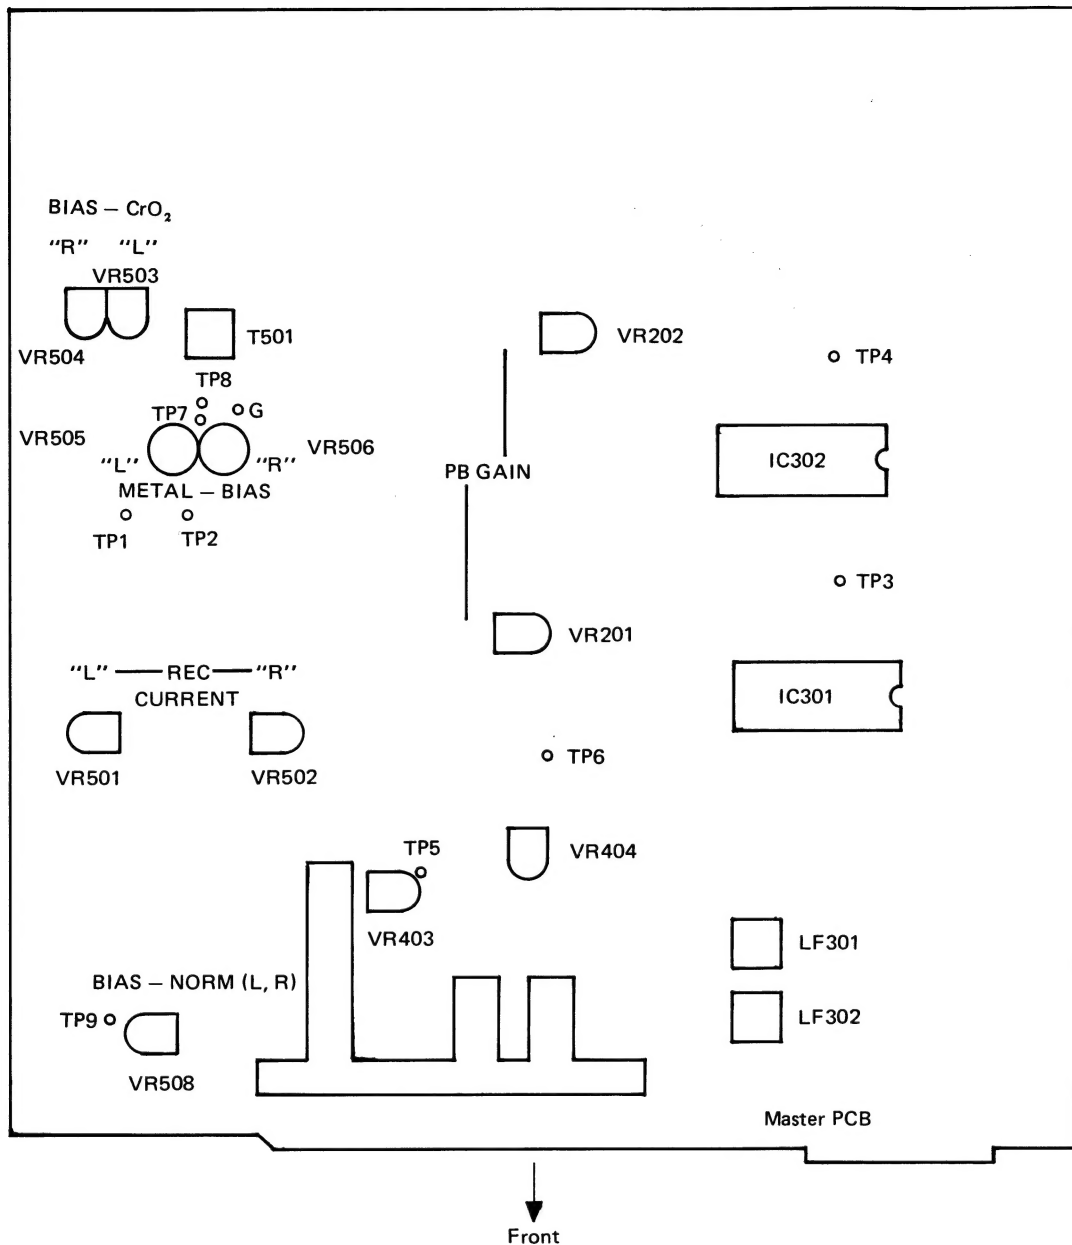 BIAS — CrO₂
"R" "L"
VR503
VR504
T501
VR202
TP4
TP8
TP7
G
VR505
"L"
"R"
VR506
METAL — BIAS
PB GAIN
IC302
TP1
TP2
TP3
VR201
"L" — REC — "R"
CURRENT
IC301
VR501
VR502
TP6
TP5
VR404
VR403
LF301
BIAS — NORM (L, R)
TP9
LF302
VR508
Master PCB
Front